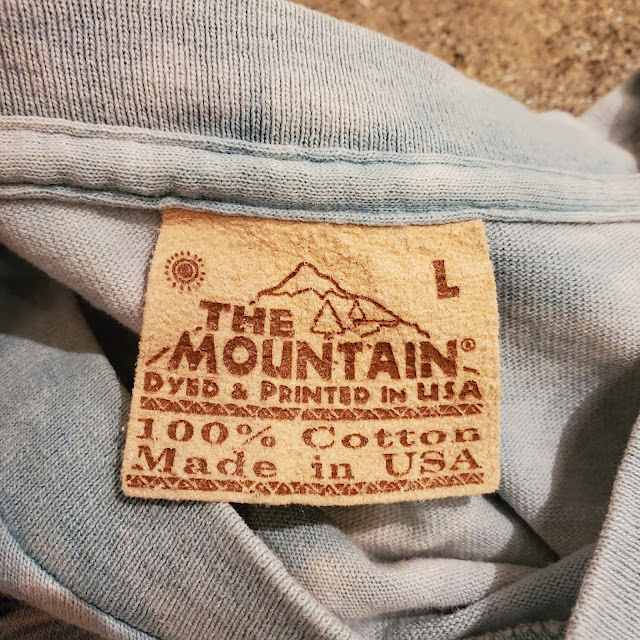 L
THE
MOUNTAIN®
DYED & PRINTED IN USA
100% Cotton
Made in USA